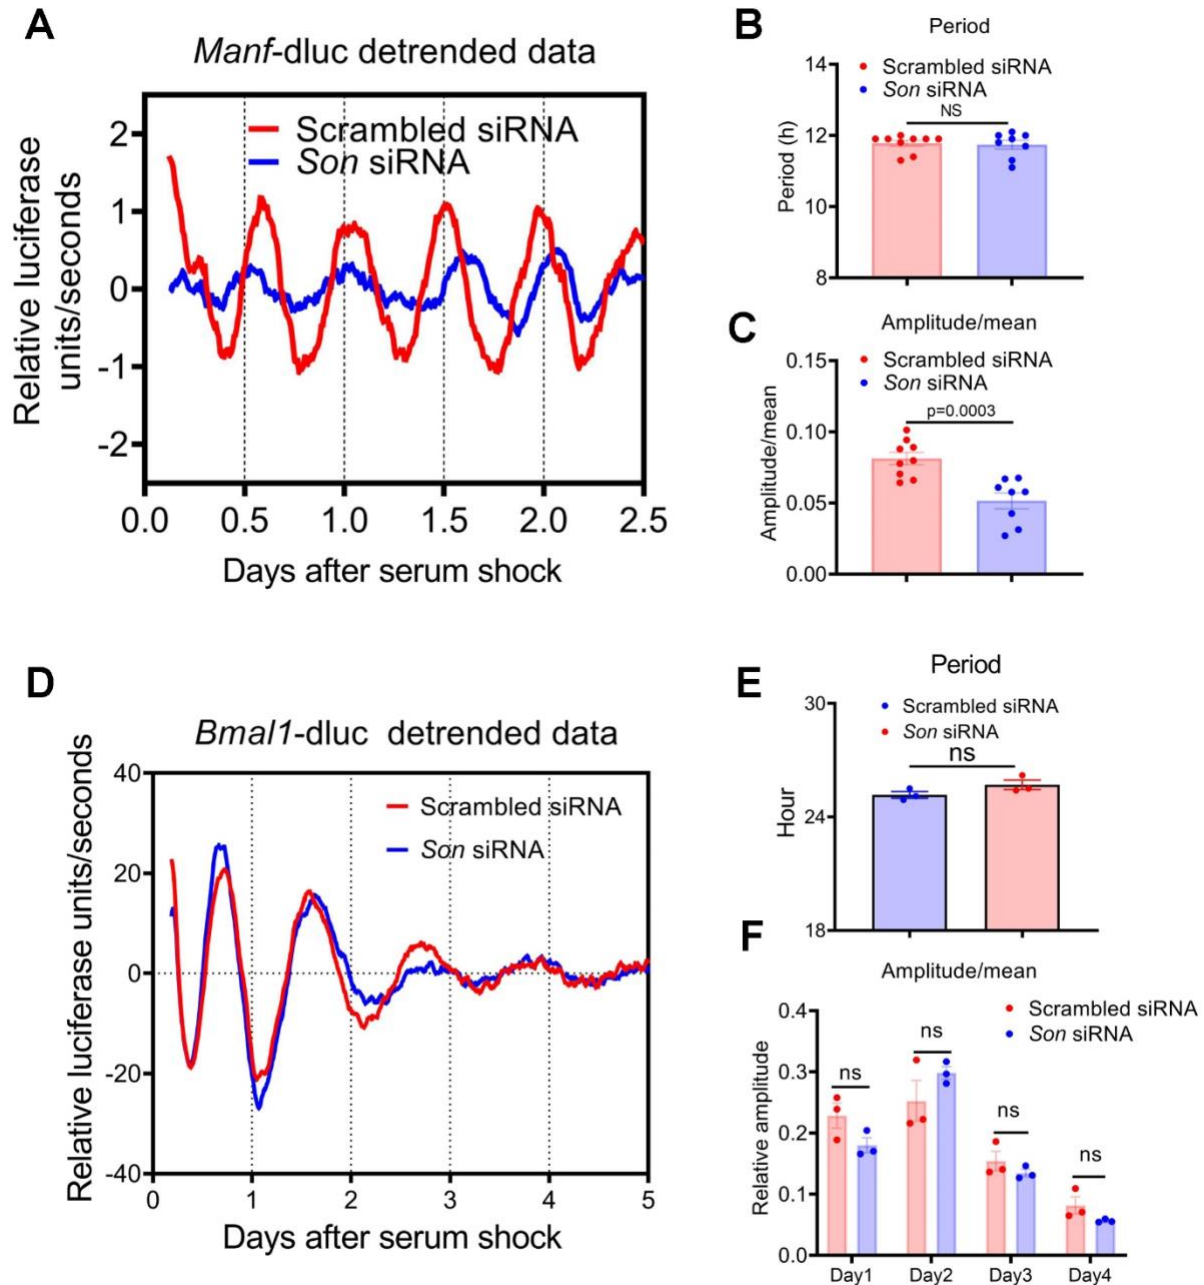 A
Manf-dluc detrended data
Relative luciferase
units/seconds
2
1
0
-1
-2
Scrambled siRNA
Son siRNA
0.0 0.5 1.0 1.5 2.0 2.5
Days after serum shock
B
Period
Period (h)
14
12
10
8
Scrambled siRNA
Son siRNA
NS
C
Amplitude/mean
Amplitude/mean
0.15
0.10
0.05
0.00
Scrambled siRNA
Son siRNA
p=0.0003
D
Bmal1-dluc detrended data
Relative luciferase units/seconds
40
20
0
-20
-40
Scrambled siRNA
Son siRNA
0 1 2 3 4 5
Days after serum shock
E
Period
Hour
30
24
18
Scrambled siRNA
Son siRNA
ns
F
Amplitude/mean
Relative amplitude
0.4
0.3
0.2
0.1
0.0
Scrambled siRNA
Son siRNA
ns
ns
ns
ns
Day1 Day2 Day3 Day4